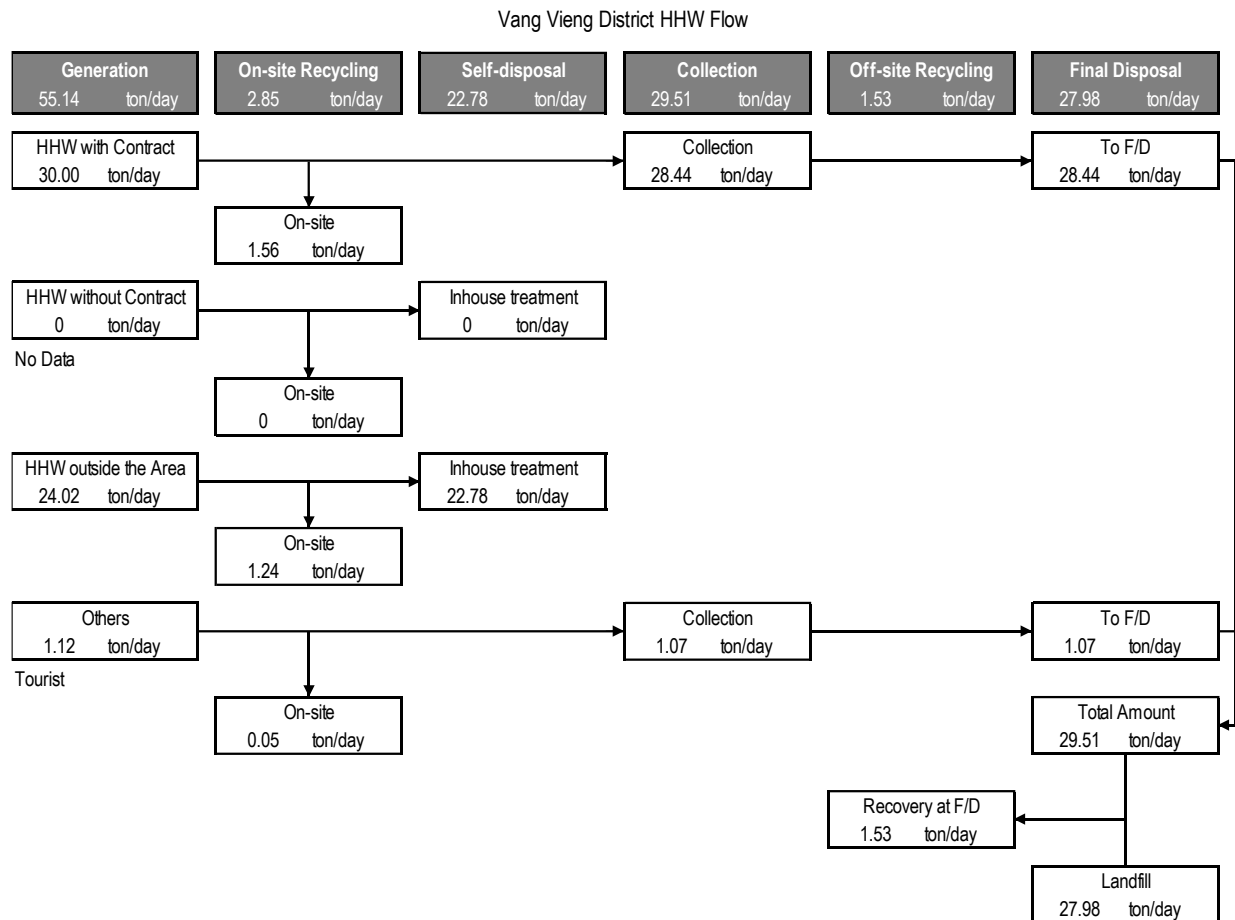 Vang Vieng District HHW Flow
Generation
55.14 ton/day
On-site Recycling
2.85 ton/day
Self-disposal
22.78 ton/day
Collection
29.51 ton/day
Off-site Recycling
1.53 ton/day
Final Disposal
27.98 ton/day
HHW with Contract
30.00 ton/day
Collection
28.44 ton/day
To F/D
28.44 ton/day
On-site
1.56 ton/day
HHW without Contract
0 ton/day
No Data
Inhouse treatment
0 ton/day
On-site
0 ton/day
HHW outside the Area
24.02 ton/day
Inhouse treatment
22.78 ton/day
On-site
1.24 ton/day
Others
1.12 ton/day
Tourist
Collection
1.07 ton/day
To F/D
1.07 ton/day
On-site
0.05 ton/day
Total Amount
29.51 ton/day
Recovery at F/D
1.53 ton/day
Landfill
27.98 ton/day